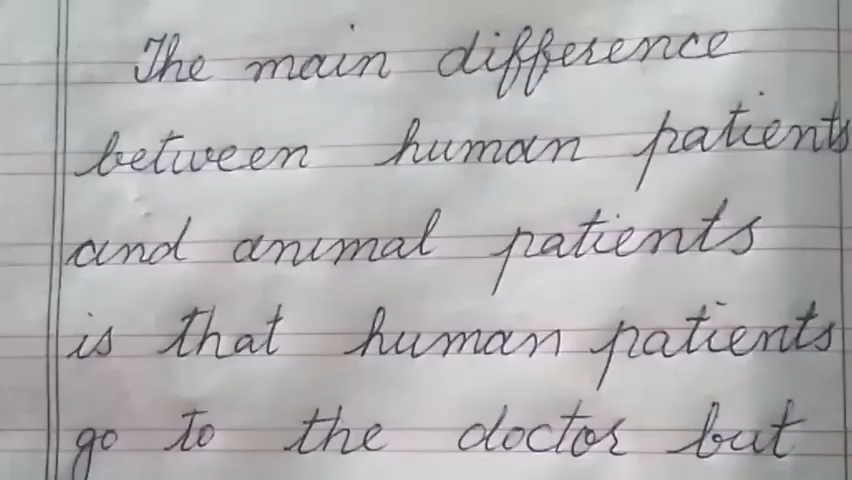 The main difference
between human patients
and animal patients
is that human patients
go to the doctor but